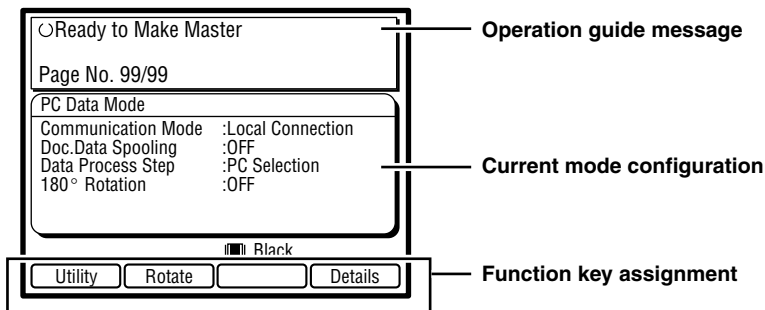 Ready to Make Master
Operation guide message
Page No. 99/99
PC Data Mode
Communication Mode :Local Connection
Doc.Data Spooling :OFF
Data Process Step :PC Selection
180° Rotation :OFF
Current mode configuration
Black
Utility Rotate Details
Function key assignment